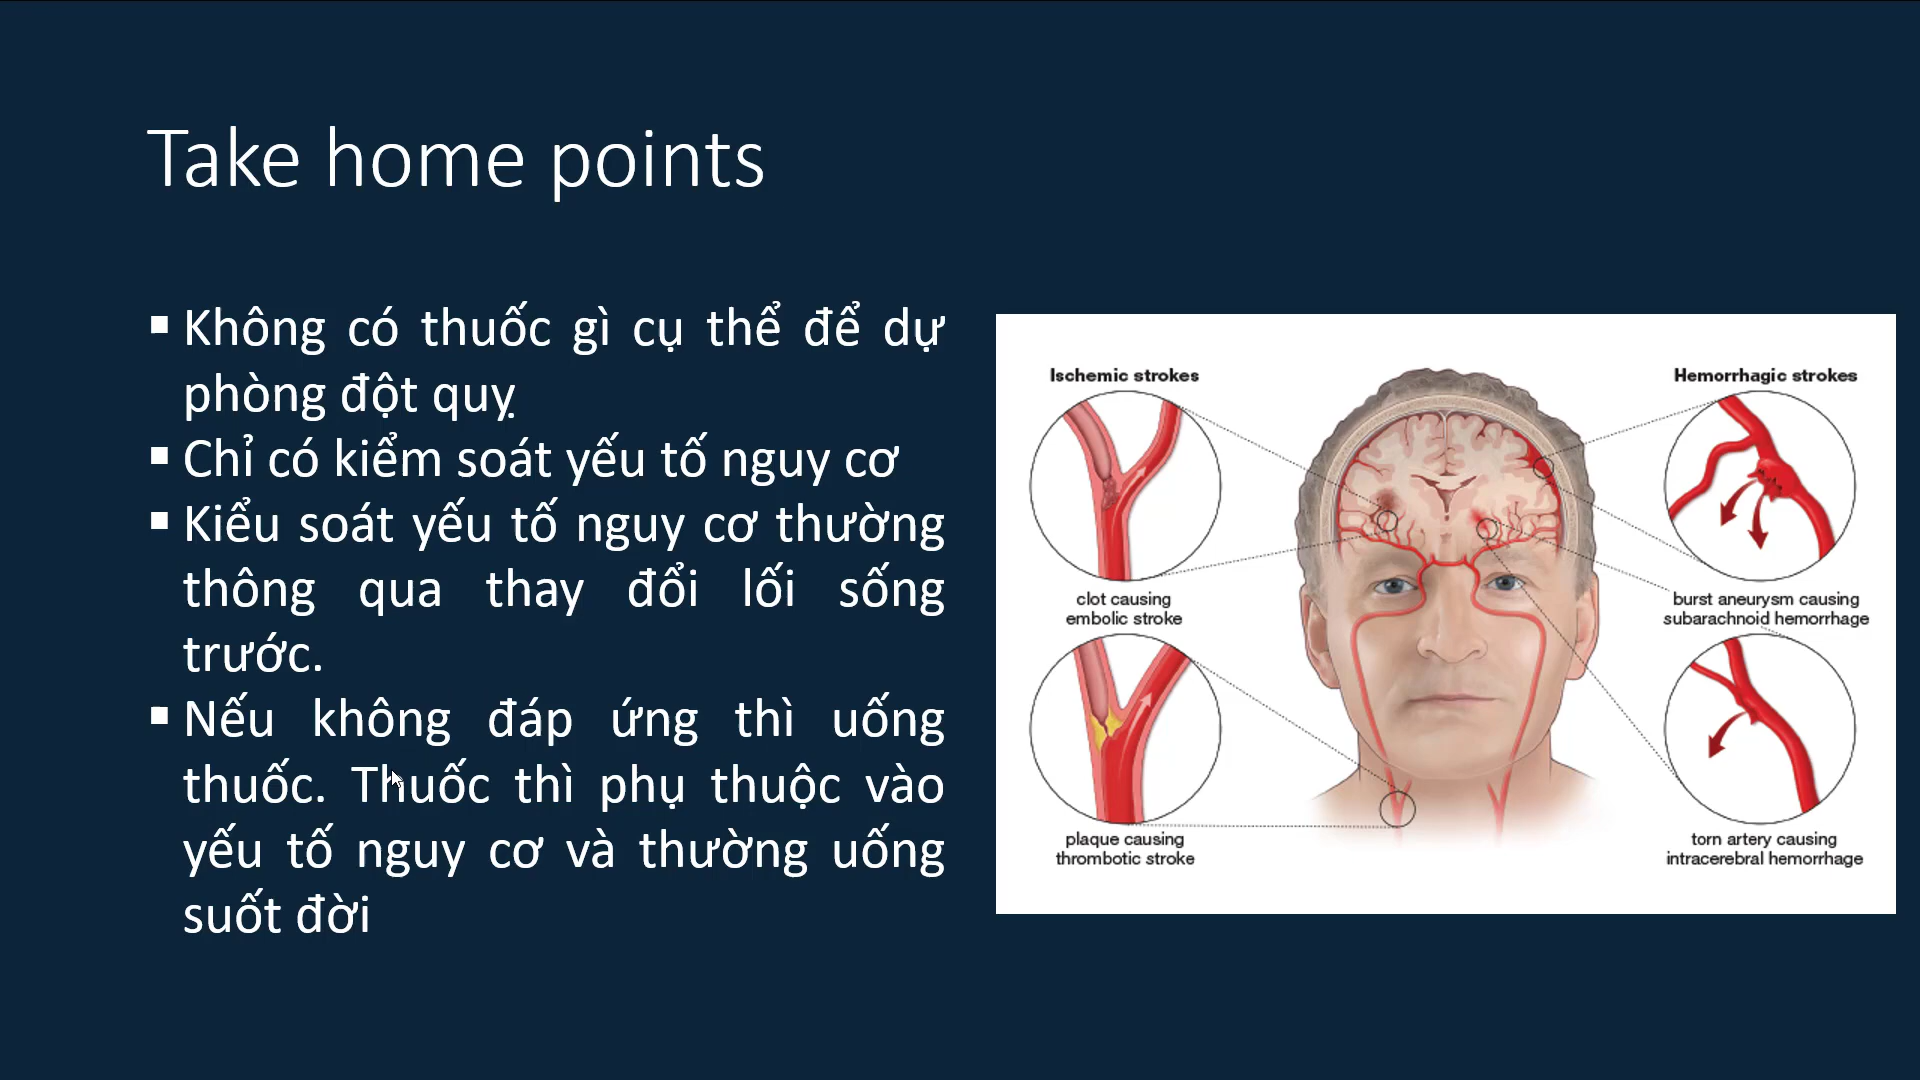 Take home points
Không có thuốc gì cụ thể để dự
phòng đột quỵ
Chỉ có kiểm soát yếu tố nguy cơ
Kiểu soát yếu tố nguy cơ thường
thông qua thay đổi lối sống
trước.
Nếu không đáp ứng thì uống
thuốc. Thuốc thì phụ thuộc vào
yếu tố nguy cơ và thường uống
suốt đời
Ischemic strokes
clot causing
embolic stroke
plaque causing
thrombotic stroke
Hemorrhagic strokes
burst aneurysm causing
subarachnoid hemorrhage
torn artery causing
intracerebral hemorrhage